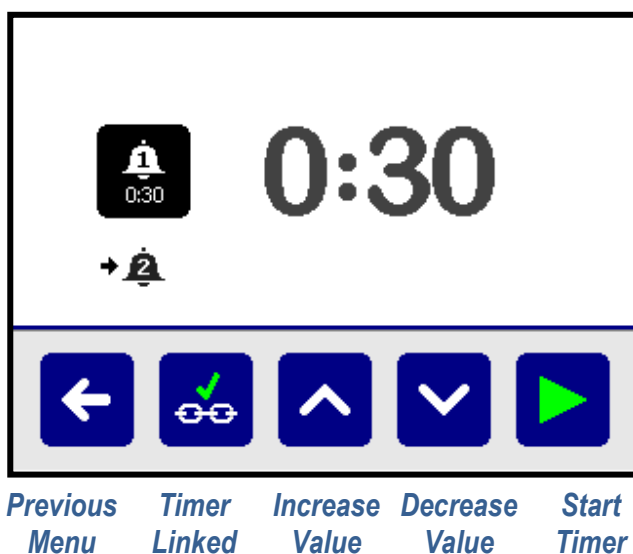 1
0:30
0:30
2
Previous Menu
Timer Linked
Increase Value
Decrease Value
Start Timer